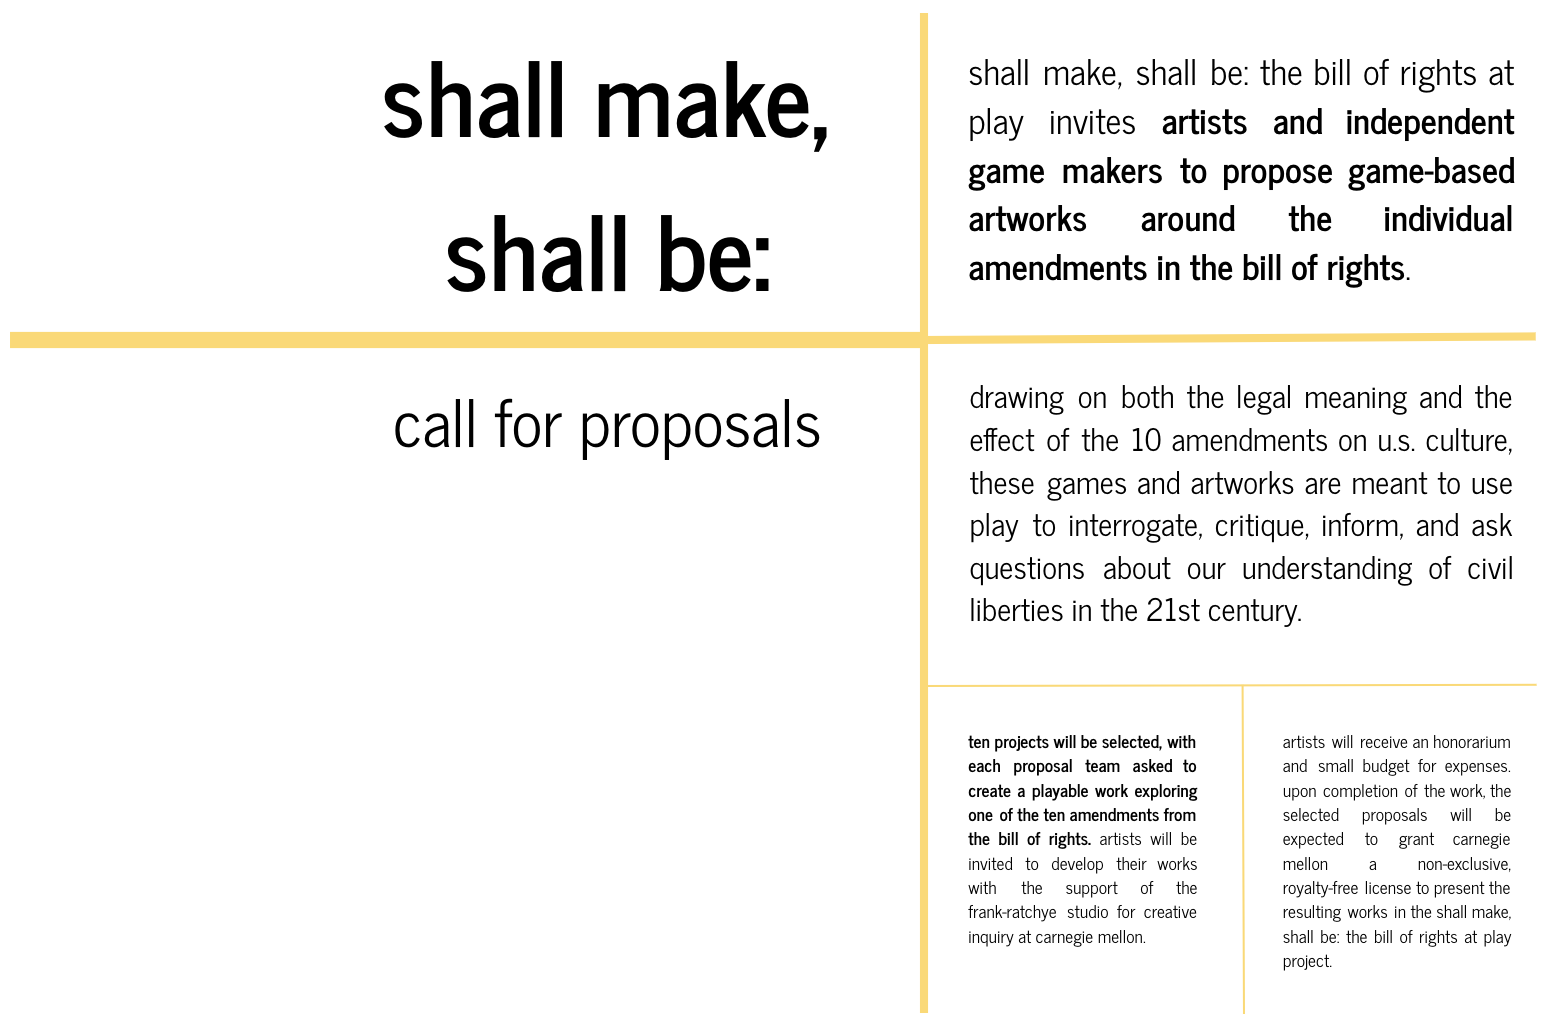 shall make,
shall be:
call for proposals
shall make, shall be: the bill of rights at
play invites artists and independent
game makers to propose game-based
artworks around the individual
amendments in the bill of rights.
drawing on both the legal meaning and the
effect of the 10 amendments on u.s. culture,
these games and artworks are meant to use
play to interrogate, critique, inform, and ask
questions about our understanding of civil
liberties in the 21st century.
ten projects will be selected, with
each proposal team asked to
create a playable work exploring
one of the ten amendments from
the bill of rights. artists will be
invited to develop their works
with the support of the
frank-ratchye studio for creative
inquiry at carnegie mellon.
artists will receive an honorarium
and small budget for expenses.
upon completion of the work, the
selected proposals will be
expected to grant carnegie
mellon a non-exclusive,
royalty-free license to present the
resulting works in the shall make,
shall be: the bill of rights at play
project.